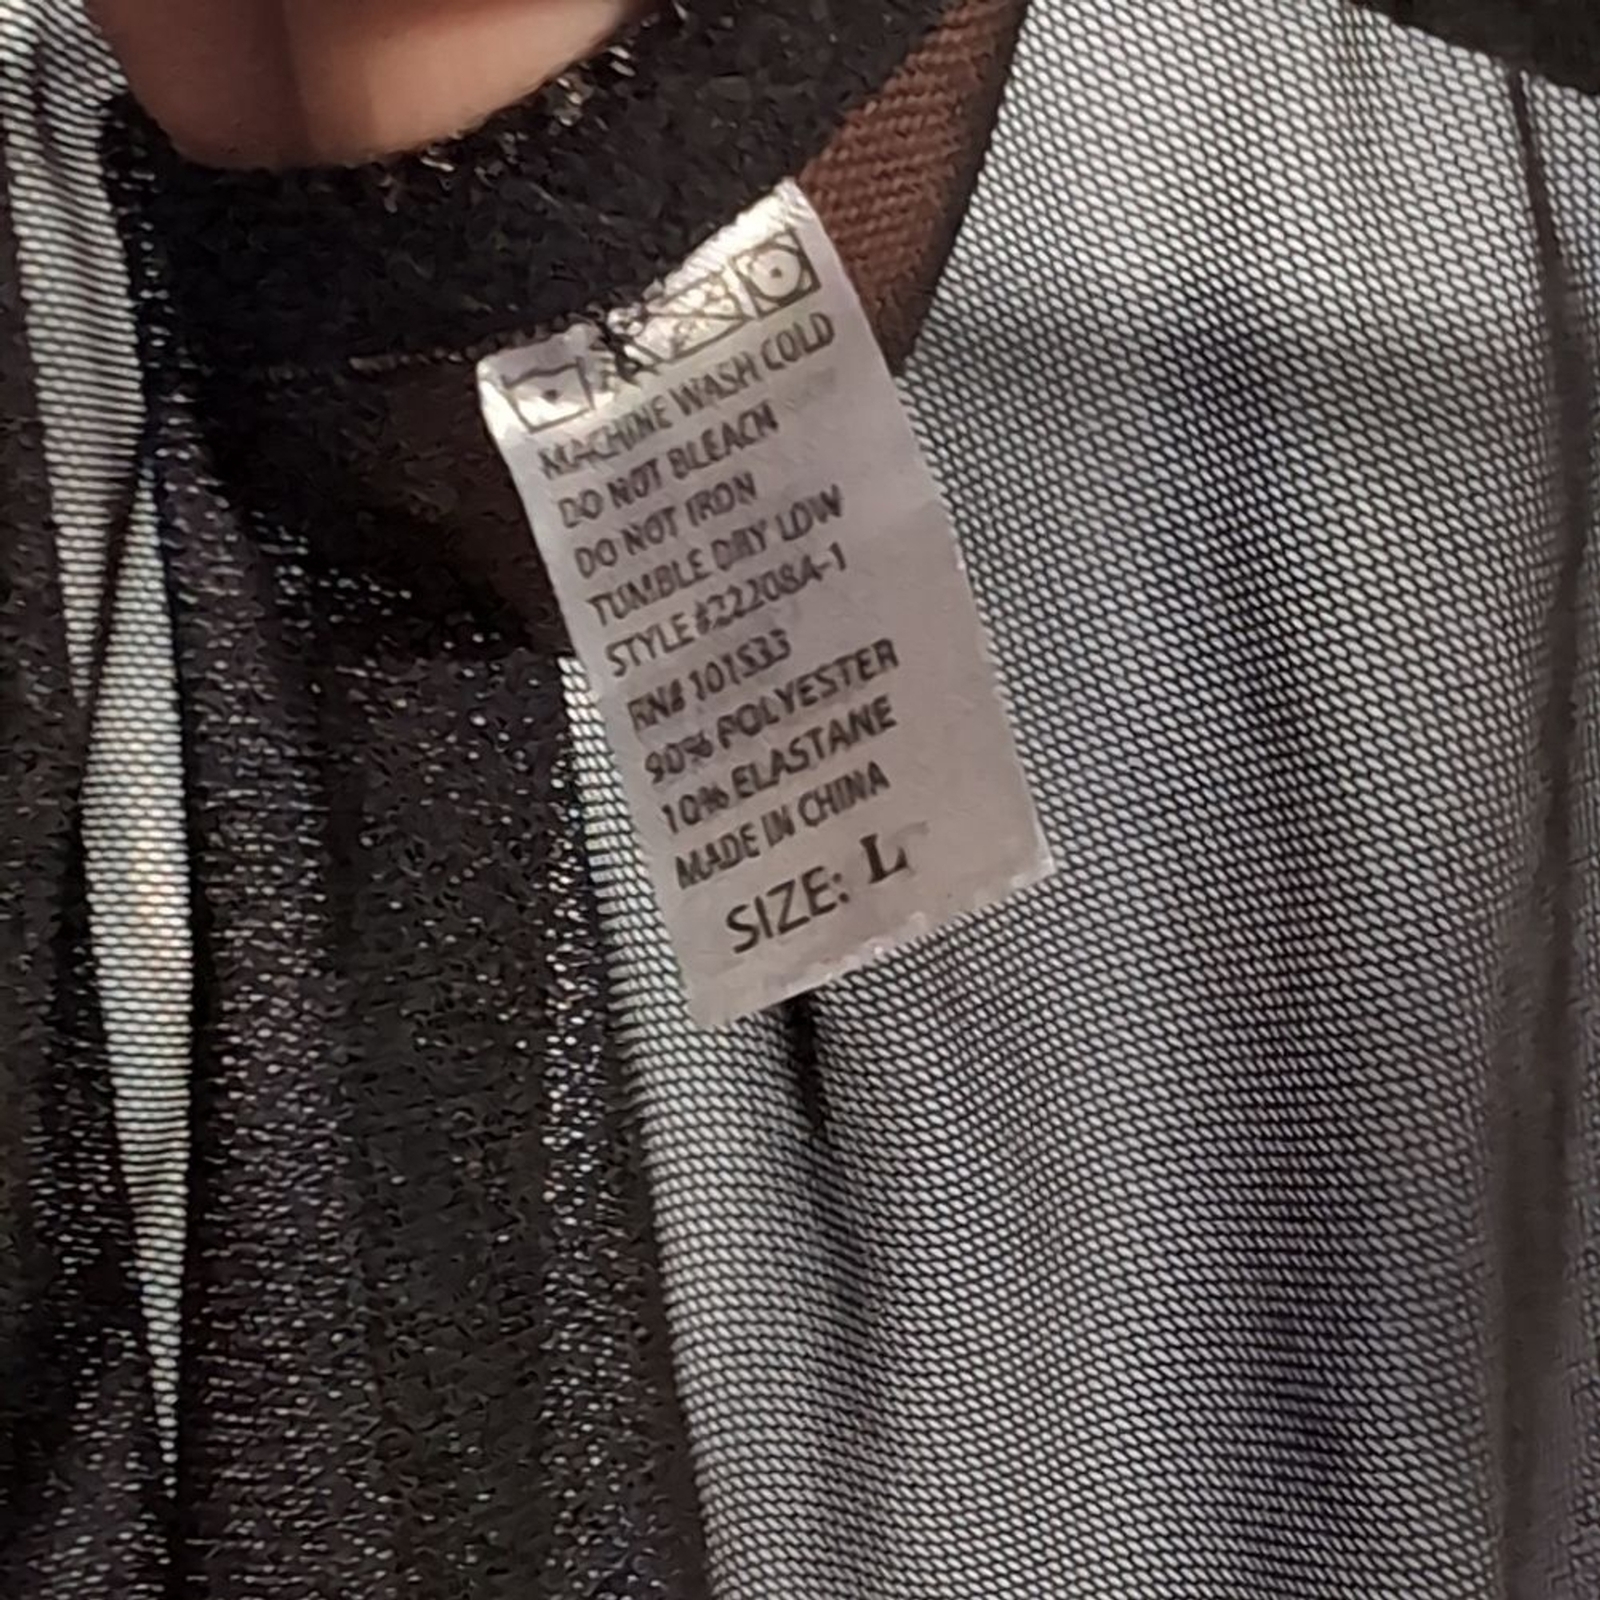 MACHINE WASH COLD
DO NOT BLEACH
DO NOT IRON
TUMBLE DRY LOW
STYLE #22208A-1
RN# 101533
90% POLYESTER
10% ELASTANE
MADE IN CHINA
SIZE: L